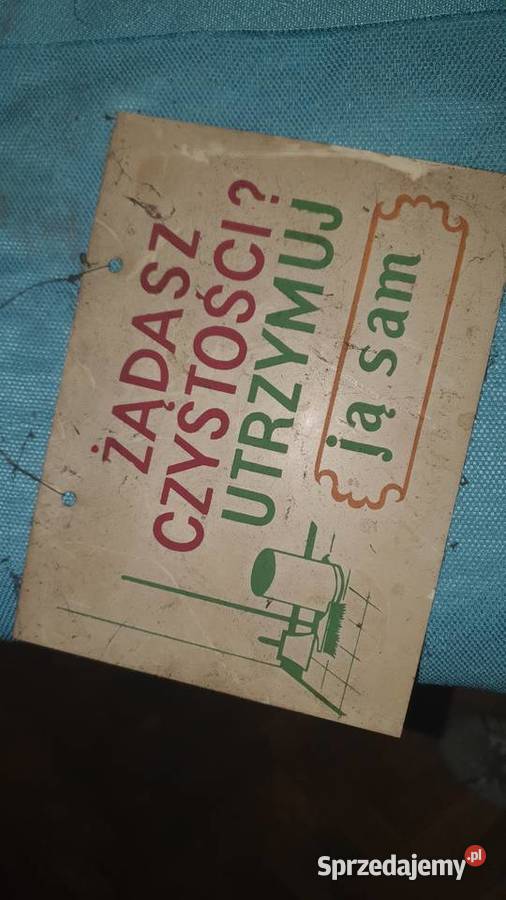 ŻĄDASZ
CZYSTOŚCI?
UTRZYMUJ
ją sam
Sprzedajemy.pl